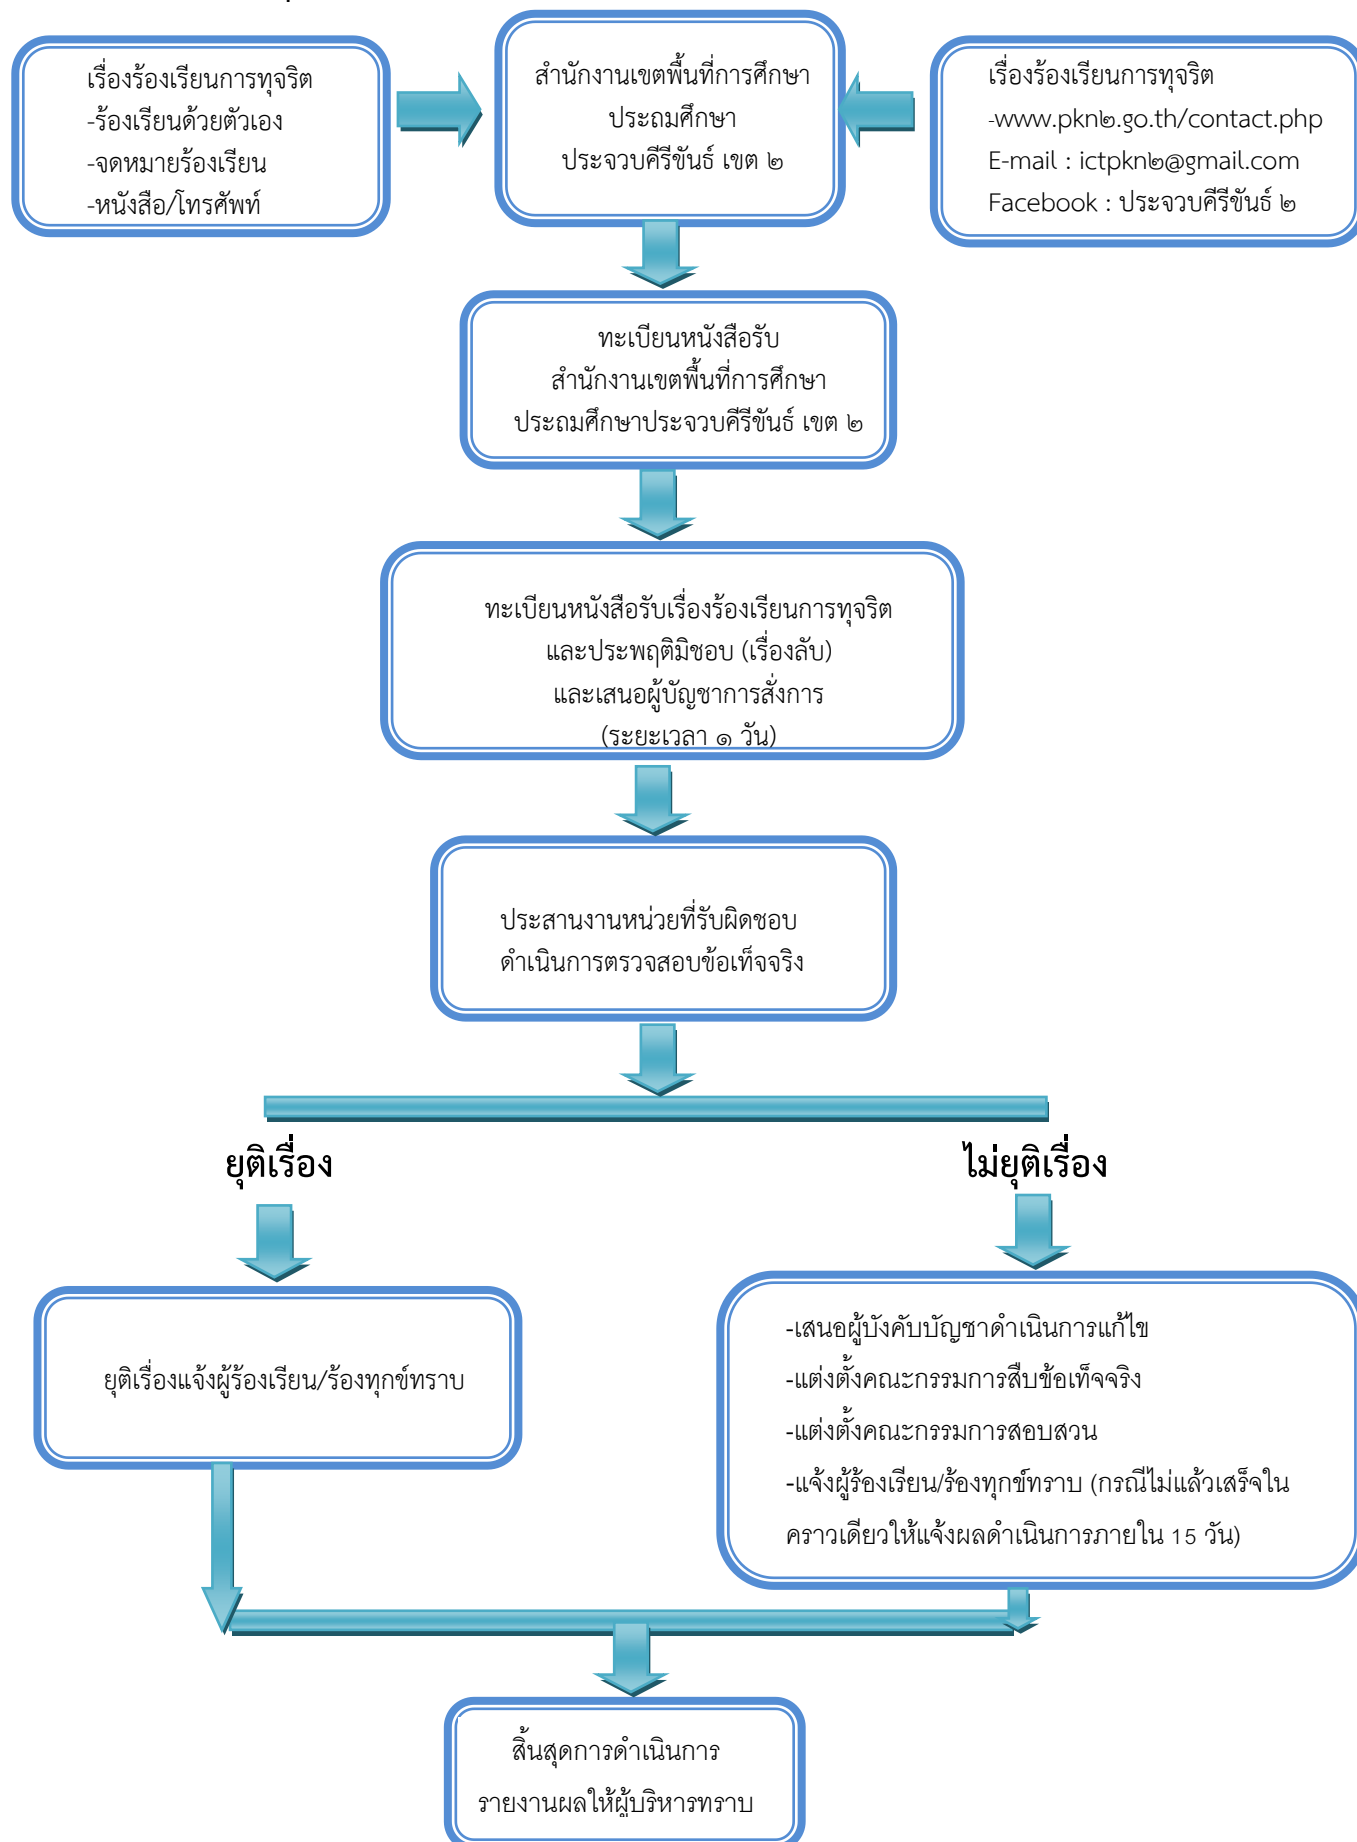 เรื่องร้องเรียนการทุจริต
-ร้องเรียนด้วยตัวเอง
-จดหมายร้องเรียน
-หนังสือ/โทรศัพท์
สำนักงานเขตพื้นที่การศึกษา
ประถมศึกษา
ประจวบคีรีขันธ์ เขต ๒
เรื่องร้องเรียนการทุจริต
-www.pkn๒.go.th/contact.php
E-mail : ictpkn๒@gmail.com
Facebook : ประจวบคีรีขันธ์ ๒
ทะเบียนหนังสือรับ
สำนักงานเขตพื้นที่การศึกษา
ประถมศึกษาประจวบคีรีขันธ์ เขต ๒
ทะเบียนหนังสือรับเรื่องร้องเรียนการทุจริต
และประพฤติมิชอบ (เรื่องลับ)
และเสนอผู้บัญชาการสั่งการ
(ระยะเวลา ๑ วัน)
ประสานงานหน่วยที่รับผิดชอบ
ดำเนินการตรวจสอบข้อเท็จจริง
ยุติเรื่อง
ไม่ยุติเรื่อง
ยุติเรื่องแจ้งผู้ร้องเรียน/ร้องทุกข์ทราบ
-เสนอผู้บังคับบัญชาดำเนินการแก้ไข
-แต่งตั้งคณะกรรมการสืบข้อเท็จจริง
-แต่งตั้งคณะกรรมการสอบสวน
-แจ้งผู้ร้องเรียน/ร้องทุกข์ทราบ (กรณีไม่แล้วเสร็จใน
คราวเดียวให้แจ้งผลดำเนินการภายใน 15 วัน)
สิ้นสุดการดำเนินการ
รายงานผลให้ผู้บริหารทราบ